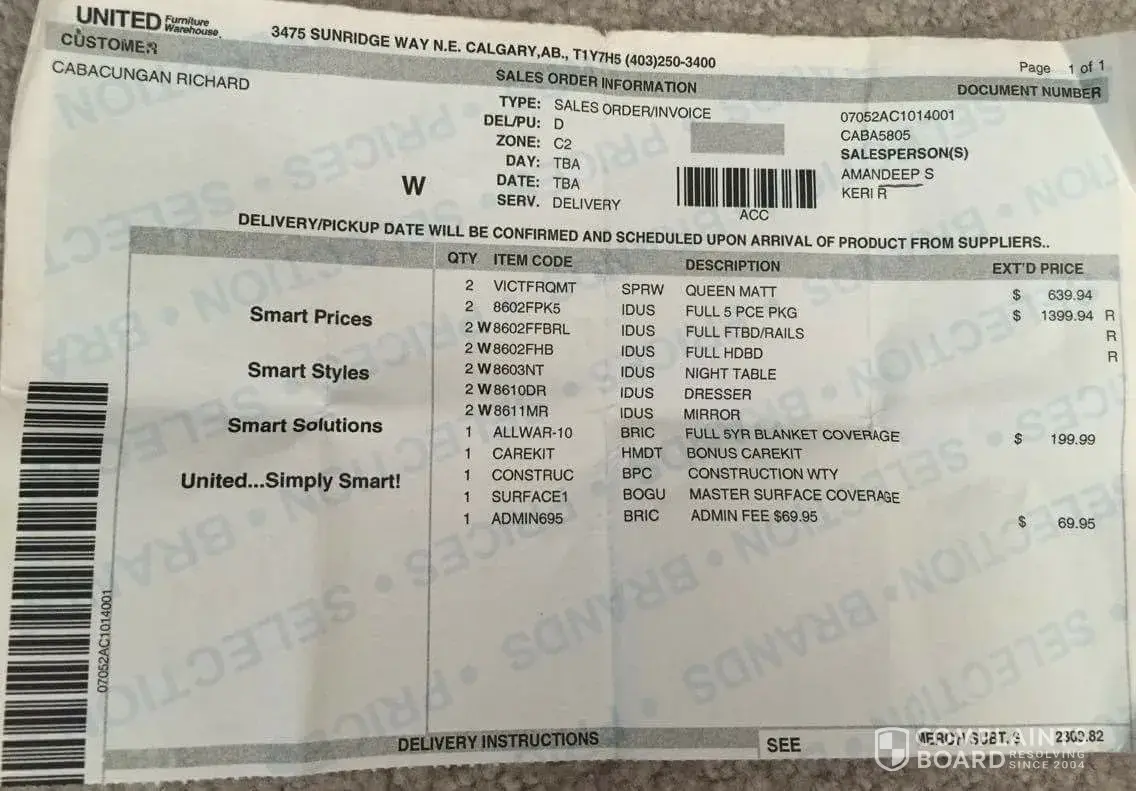 UNITED Furniture Warehouse
3475 SUNRIDGE WAY N.E. CALGARY,AB., T1Y7H5 (403)250-3400
Page 1 of 1
CUSTOMER
SALES ORDER INFORMATION
DOCUMENT NUMBER
CABACUNGAN RICHARD
TYPE: SALES ORDER/INVOICE
07052AC1014001
DEL/PU: D
CABA5805
ZONE: C2
SALESPERSON(S)
DAY: TBA
AMANDEEP S
W
DATE: TBA
KERI R
SERV. DELIVERY
ACC
DELIVERY/PICKUP DATE WILL BE CONFIRMED AND SCHEDULED UPON ARRIVAL OF PRODUCT FROM SUPPLIERS..
QTY ITEM CODE DESCRIPTION EXT'D PRICE
2 VICTFRQMT SPRW QUEEN MATT $ 639.94
2 8602FPK5 IDUS FULL 5 PCE PKG $ 1399.94 R
2 W 8602FFBRL IDUS FULL FTBD/RAILS R
2 W 8602FHB IDUS FULL HDBD R
2 W 8603NT IDUS NIGHT TABLE
2 W 8610DR IDUS DRESSER
2 W 8611MR IDUS MIRROR
1 ALLWAR-10 BRIC FULL 5YR BLANKET COVERAGE $ 199.99
1 CAREKIT HMDT BONUS CAREKIT
1 CONSTRUC BPC CONSTRUCTION WTY
1 SURFACE1 BOGU MASTER SURFACE COVERAGE
1 ADMIN695 BRIC ADMIN FEE $69.95 $ 69.95
Smart Prices
Smart Styles
Smart Solutions
United...Simply Smart!
07052AC1014001
DELIVERY INSTRUCTIONS
SEE
MERCH SUBT. $ 2309.82
COMPLAINTS
BOARD RESOLVING
SINCE 2004